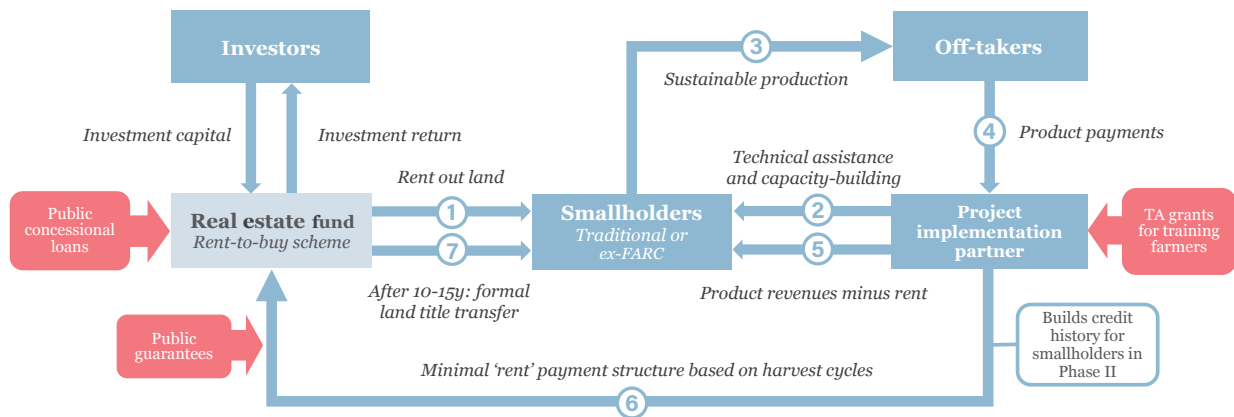 Investors
3
Off-takers
Sustainable production
Investment capital
Investment return
4
Product payments
Technical assistance
and capacity-building
Rent out land
Public
concessional
loans
Real estate fund
Rent-to-buy scheme
1
7
Smallholders
Traditional or
ex-FARC
2
5
Project
implementation
partner
TA grants
for training
farmers
After 10-15y: formal
land title transfer
Product revenues minus rent
Public
guarantees
Builds credit
history for
smallholders in
Phase II
Minimal ‘rent’ payment structure based on harvest cycles
6